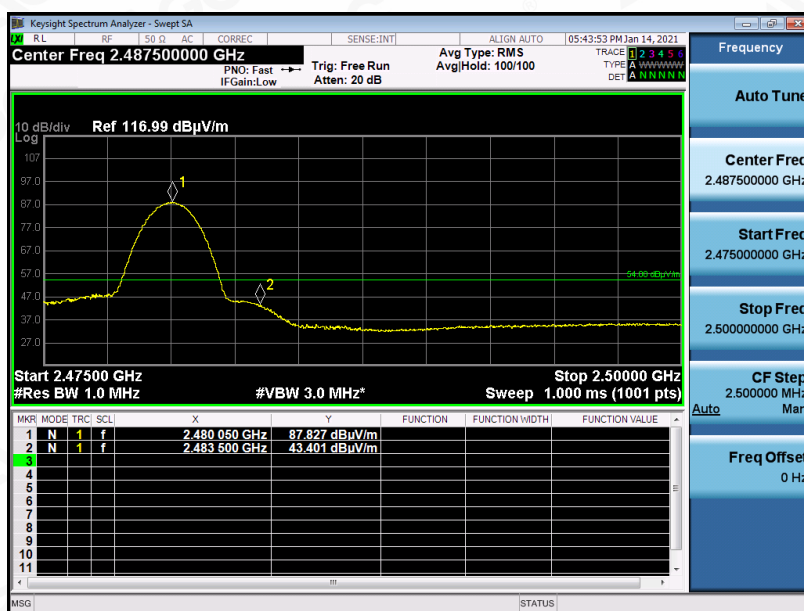 Keysight Spectrum Analyzer - Swept SA
LXI RL RF 50 Ω AC CORREC SENSE:INT ALIGN AUTO 05:43:53 PM Jan 14, 2021
Center Freq 2.487500000 GHz
PNO: Fast
IFGain:Low
Trig: Free Run
Atten: 20 dB
Avg Type: RMS
Avg|Hold: 100/100
TRACE 1 2 3 4 5 6
TYPE A WWWWW
DET A N N N N N
10 dB/div Ref 116.99 dBµV/m
Log
107
97.0
87.0
77.0
67.0
57.0
47.0
37.0
27.0
1
2
54.00 dBµV/m
Start 2.47500 GHz Stop 2.50000 GHz
#Res BW 1.0 MHz #VBW 3.0 MHz* Sweep 1.000 ms (1001 pts)
MKR MODE TRC SCL X Y FUNCTION FUNCTION WIDTH FUNCTION VALUE
1 N 1 f 2.480 050 GHz 87.827 dBµV/m
2 N 1 f 2.483 500 GHz 43.401 dBµV/m
3
4
5
6
7
8
9
10
11
MSG STATUS
Frequency
Auto Tune
Center Freq
2.487500000 GHz
Start Freq
2.475000000 GHz
Stop Freq
2.500000000 GHz
CF Step
2.500000 MHz
Auto Man
Freq Offset
0 Hz